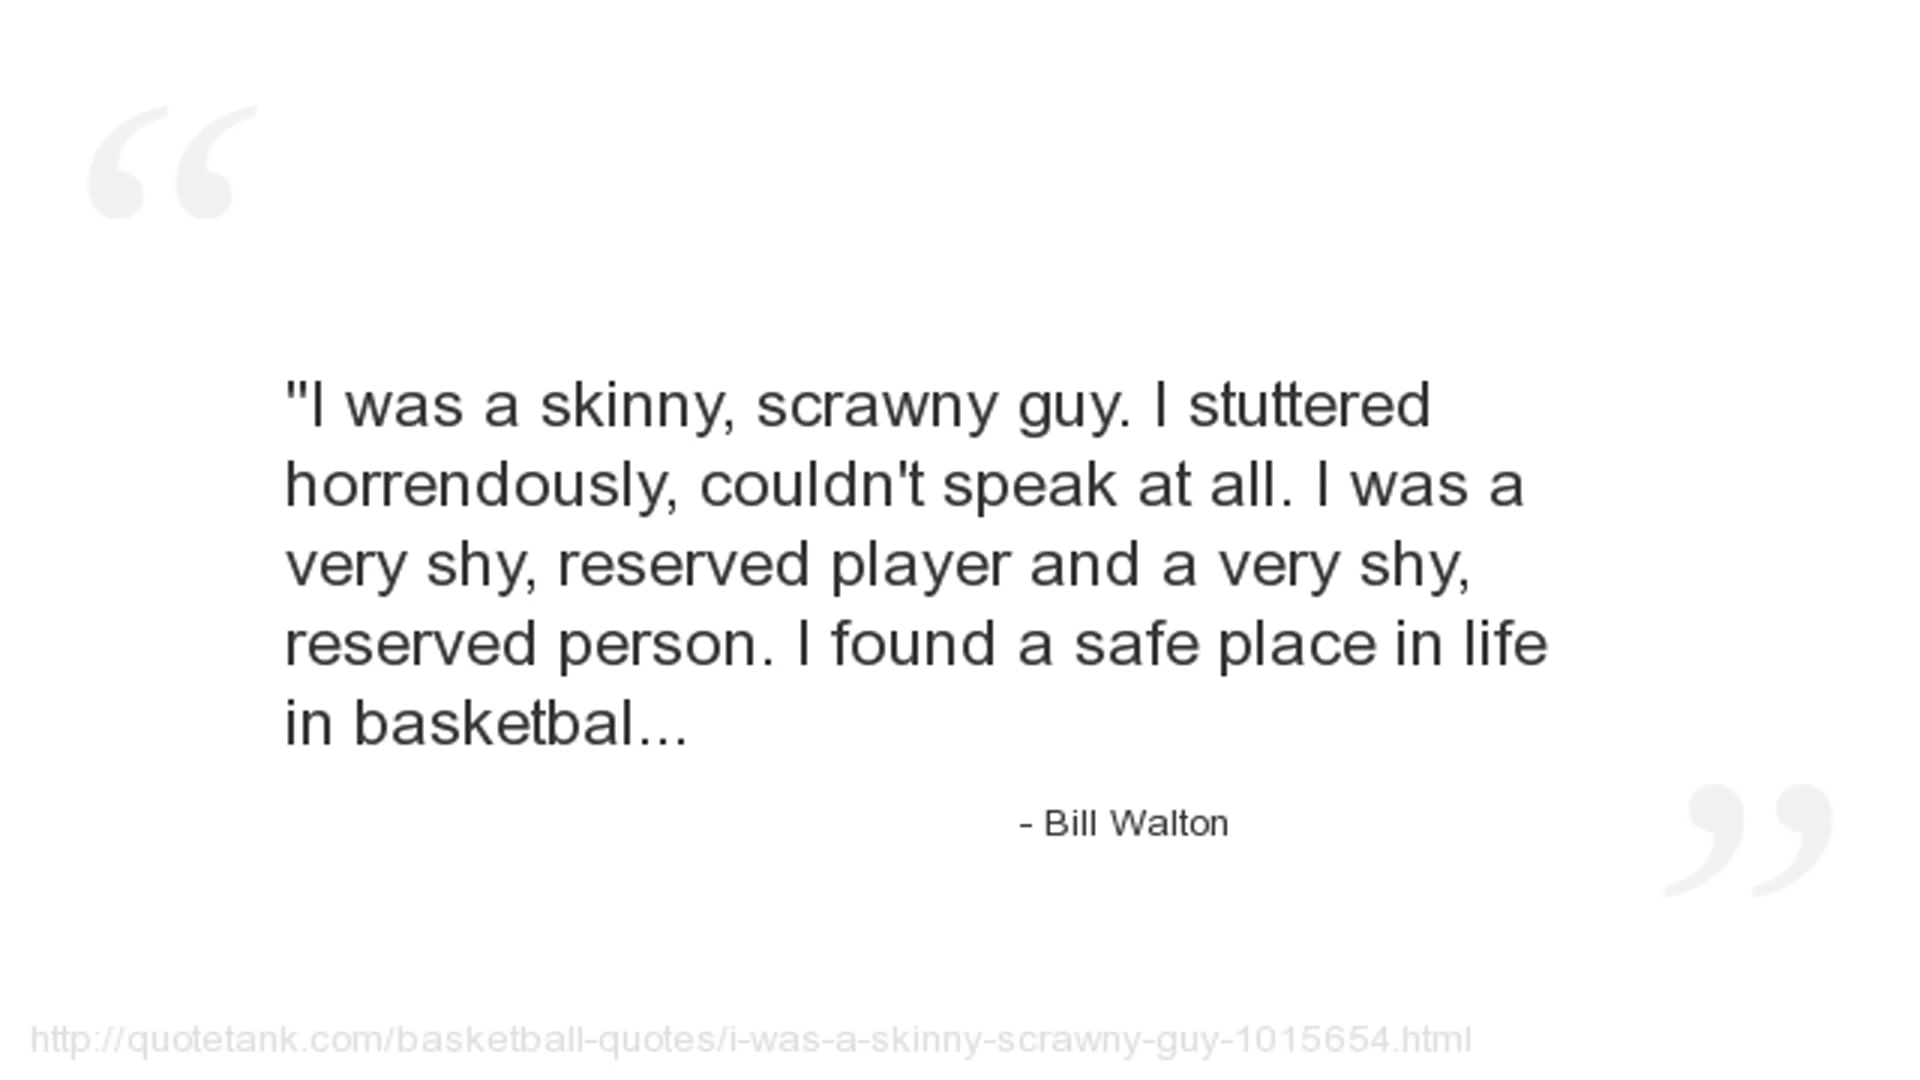 "I was a skinny, scrawny guy. I stuttered
horrendously, couldn't speak at all. I was a
very shy, reserved player and a very shy,
reserved person. I found a safe place in life
in basketbal...
- Bill Walton
http://quotetank.com/basketball-quotes/i-was-a-skinny-scrawny-guy-1015654.html